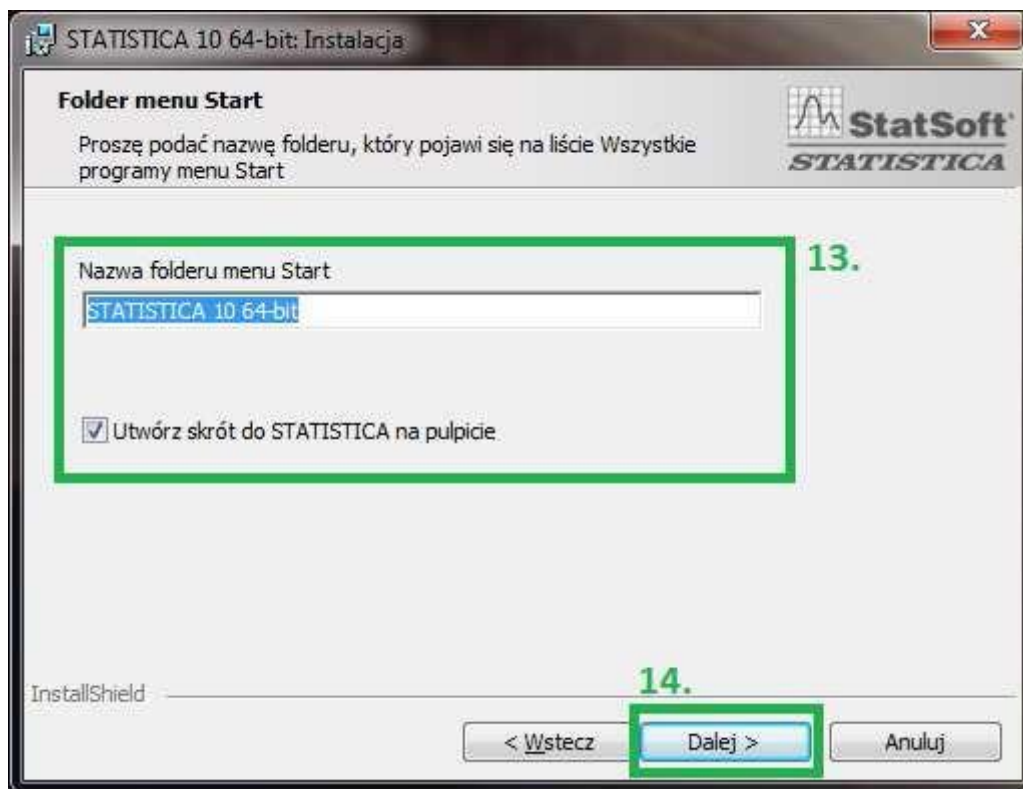 STATISTICA 10 64-bit: Instalacja
Folder menu Start
Proszę podać nazwę folderu, który pojawi się na liście Wszystkie
programy menu Start
StatSoft
STATISTICA
13.
Nazwa folderu menu Start
STATISTICA 10 64-bit
Utwórz skrót do STATISTICA na pulpicie
14.
InstallShield
< Wstecz
Dalej >
Anuluj